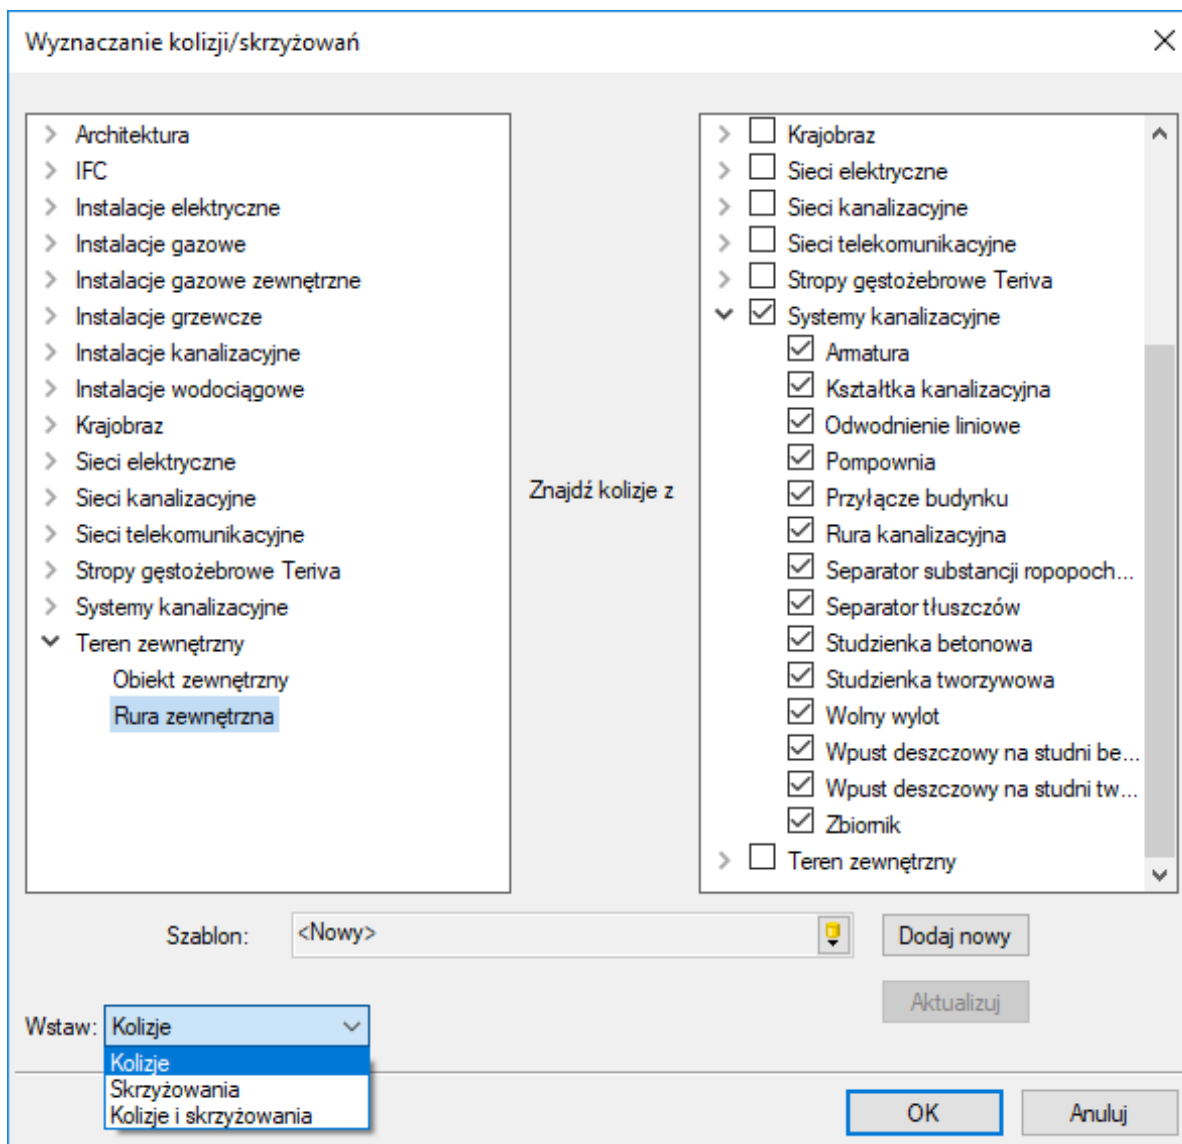 Wyznaczanie kolizji/skrzyżowań
Architektura
IFC
Instalacje elektryczne
Instalacje gazowe
Instalacje gazowe zewnętrzne
Instalacje grzewcze
Instalacje kanalizacyjne
Instalacje wodociągowe
Krajobraz
Sieci elektryczne
Sieci kanalizacyjne
Sieci telekomunikacyjne
Stropy gęstożebrowe Teriva
Systemy kanalizacyjne
Teren zewnętrzny
Obiekt zewnętrzny
Rura zewnętrzna
Znajdź kolizje z
Krajobraz
Sieci elektryczne
Sieci kanalizacyjne
Sieci telekomunikacyjne
Stropy gęstożebrowe Teriva
Systemy kanalizacyjne
Armatura
Kształtka kanalizacyjna
Odwodnienie liniowe
Pompownia
Przyłącze budynku
Rura kanalizacyjna
Separator substancji ropopoch...
Separator tłuszczów
Studzienka betonowa
Studzienka tworzywowa
Wolny wylot
Wpust deszczowy na studni be...
Wpust deszczowy na studni tw...
Zbiornik
Teren zewnętrzny
Szablon: <Nowy> Dodaj nowy
Aktualizuj
Wstaw: Kolizje
Kolizje
Skrzyżowania
Kolizje i skrzyżowania
OK Anuluj